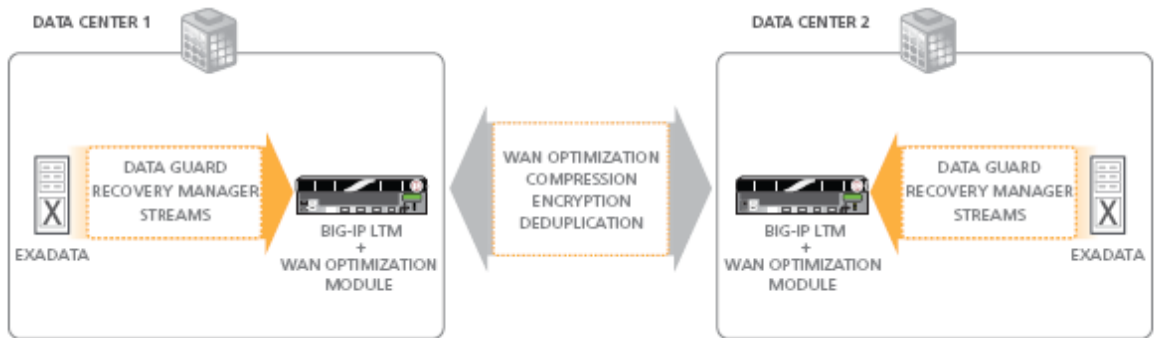 DATA CENTER 1
DATA GUARD
RECOVERY MANAGER
STREAMS
EXADATA
BIG-IP LTM
+
WAN OPTIMIZATION
MODULE
WAN OPTIMIZATION
COMPRESSION
ENCRYPTION
DEDUPLICATION
DATA CENTER 2
BIG-IP LTM
+
WAN OPTIMIZATION
MODULE
DATA GUARD
RECOVERY MANAGER
STREAMS
EXADATA